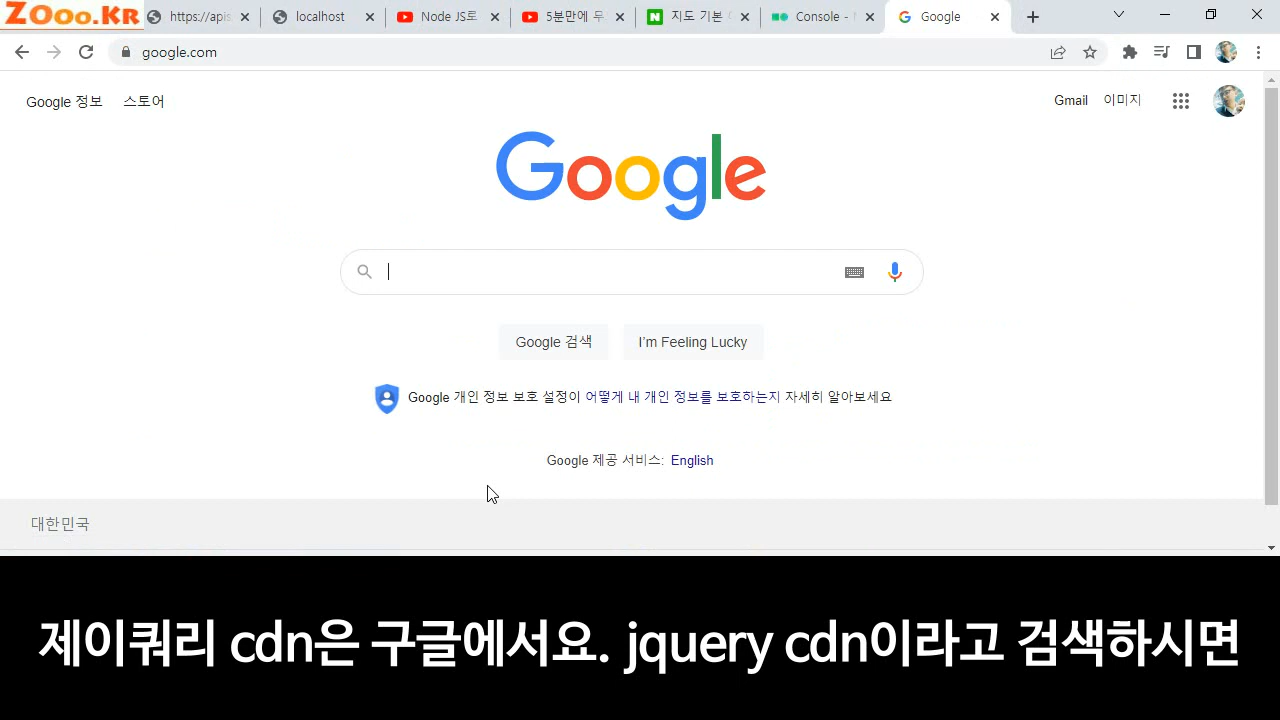 ZOoo.KR
https://apis
localhost
Node.js로
5분만에 두
지도 기본 
Console - N
Google
google.com
Google 정보 스토어
Gmail 이미지
Google
Google 검색 I'm Feeling Lucky
Google 개인 정보 보호 설정이 어떻게 내 개인 정보를 보호하는지 자세히 알아보세요
Google 제공 서비스: English
대한민국
제이쿼리 cdn은 구글에서요. jquery cdn이라고 검색하시면